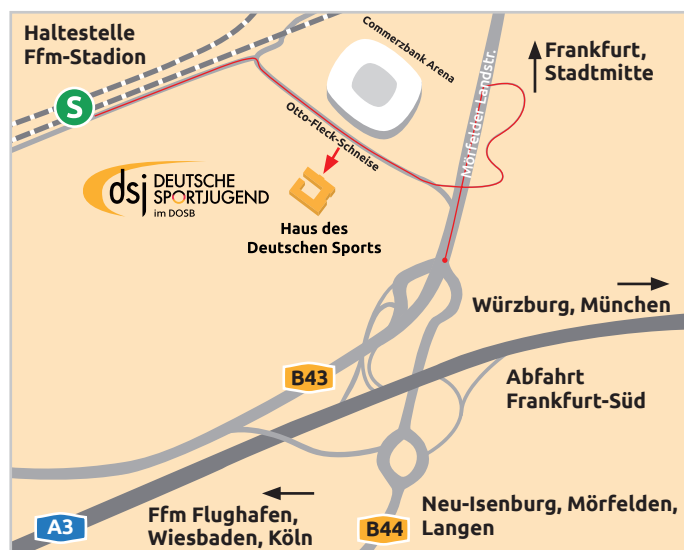 Haltestelle
Ffm-Stadion
S
Commerzbank Arena
Mörfelder Landstr.
Frankfurt,
Stadtmitte
Otto-Fleck-Schneise
dsj DEUTSCHE
SPORTJUGEND
im DOSB
Haus des
Deutschen Sports
Würzburg, München
B43
Abfahrt
Frankfurt-Süd
A3
Ffm Flughafen,
Wiesbaden, Köln
B44
Neu-Isenburg, Mörfelden,
Langen